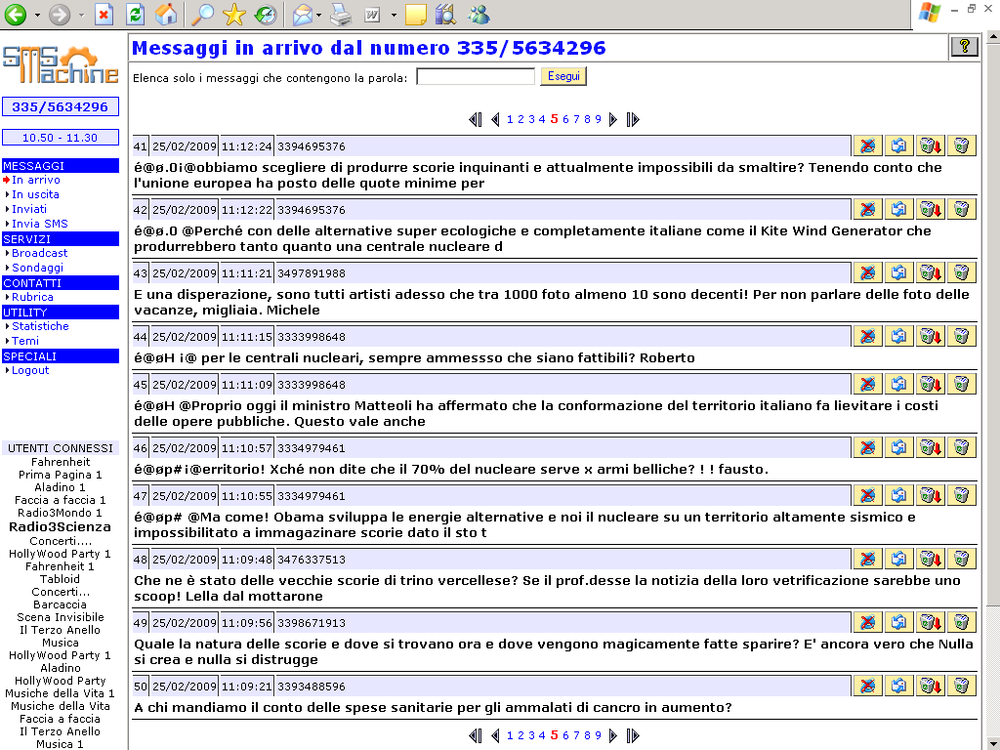 SMS Machine
335/5634296
10.50 - 11.30
MESSAGGI
In arrivo
In uscita
Inviati
Invia SMS
SERVIZI
Broadcast
Sondaggi
CONTATTI
Rubrica
UTILITY
Statistiche
Temi
SPECIALI
Logout
UTENTI CONNESSI
Fahrenheit
Prima Pagina 1
Aladino 1
Faccia a faccia 1
Radio3Mondo 1
Radio3Scienza
Concerti....
HollyWood Party 1
Fahrenheit 1
Tabloid
Concerti...
Barcaccia
Scena Invisibile
Il Terzo Anello
Musica
HollyWood Party 1
Aladino
HollyWood Party
Musiche della Vita 1
Musiche della Vita
Faccia a faccia
Il Terzo Anello
Musica 1
Messaggi in arrivo dal numero 335/5634296
Elenca solo i messaggi che contengono la parola: Esegui
1 2 3 4 5 6 7 8 9
41 25/02/2009 11:12:24 3394695376
é@ø.0¡@obbiamo scegliere di produrre scorie inquinanti e attualmente impossibili da smaltire? Tenendo conto che
l'unione europea ha posto delle quote minime per
42 25/02/2009 11:12:22 3394695376
é@ø.0 @Perché con delle alternative super ecologiche e completamente italiane come il Kite Wind Generator che
produrrebbero tanto quanto una centrale nucleare d
43 25/02/2009 11:11:21 3497891988
E una disperazione, sono tutti artisti adesso che tra 1000 foto almeno 10 sono decenti! Per non parlare delle foto delle
vacanze, migliaia. Michele
44 25/02/2009 11:11:15 3333998648
é@øH ¡@ per le centrali nucleari, sempre ammessso che siano fattibili? Roberto
45 25/02/2009 11:11:09 3333998648
é@øH @Proprio oggi il ministro Matteoli ha affermato che la conformazione del territorio italiano fa lievitare i costi
delle opere pubbliche. Questo vale anche
46 25/02/2009 11:10:57 3334979461
é@øp#¡@erritorio! Xché non dite che il 70% del nucleare serve x armi belliche? ! ! fausto.
47 25/02/2009 11:10:55 3334979461
é@øp# @Ma come! Obama sviluppa le energie alternative e noi il nucleare su un territorio altamente sismico e
impossibilitato a immagazinare scorie dato il sto t
48 25/02/2009 11:09:48 3476337513
Che ne è stato delle vecchie scorie di trino vercellese? Se il prof.desse la notizia della loro vetrificazione sarebbe uno
scoop! Lella dal mottarone
49 25/02/2009 11:09:56 3398671913
Quale la natura delle scorie e dove si trovano ora e dove vengono magicamente fatte sparire? E' ancora vero che Nulla
si crea e nulla si distrugge
50 25/02/2009 11:09:21 3393488596
A chi mandiamo il conto delle spese sanitarie per gli ammalati di cancro in aumento?
1 2 3 4 5 6 7 8 9